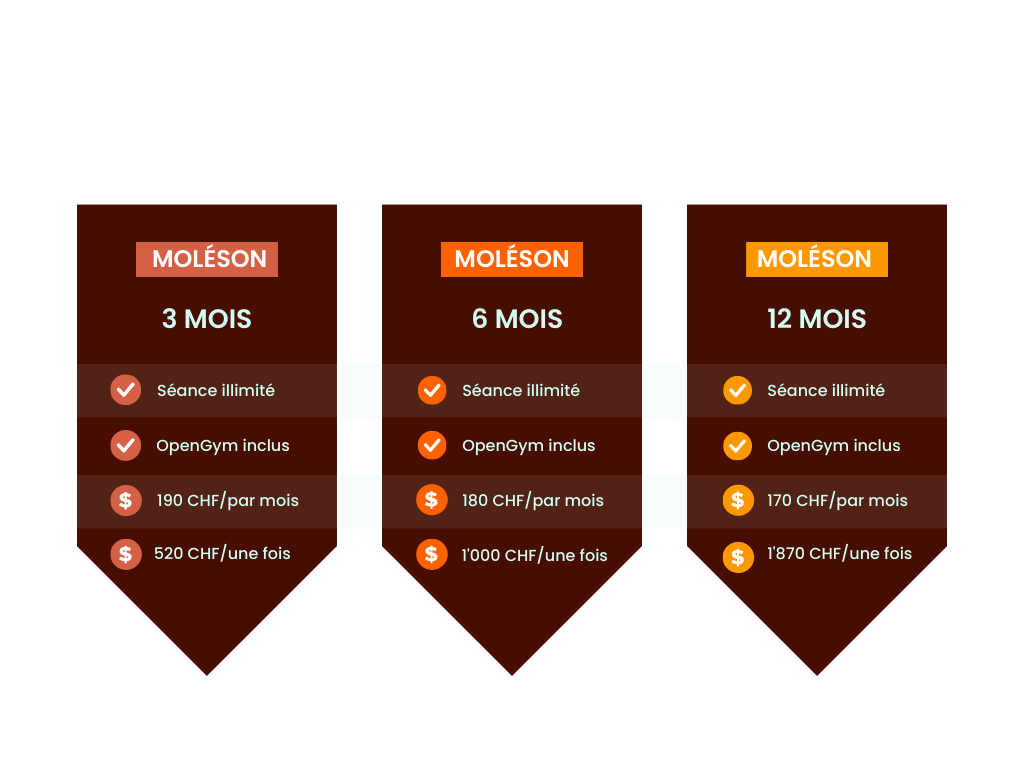 MOLÉSON
3 MOIS
Séance illimité
OpenGym inclus
190 CHF/par mois
520 CHF/une fois
MOLÉSON
6 MOIS
Séance illimité
OpenGym inclus
180 CHF/par mois
1'000 CHF/une fois
MOLÉSON
12 MOIS
Séance illimité
OpenGym inclus
170 CHF/par mois
1'870 CHF/une fois